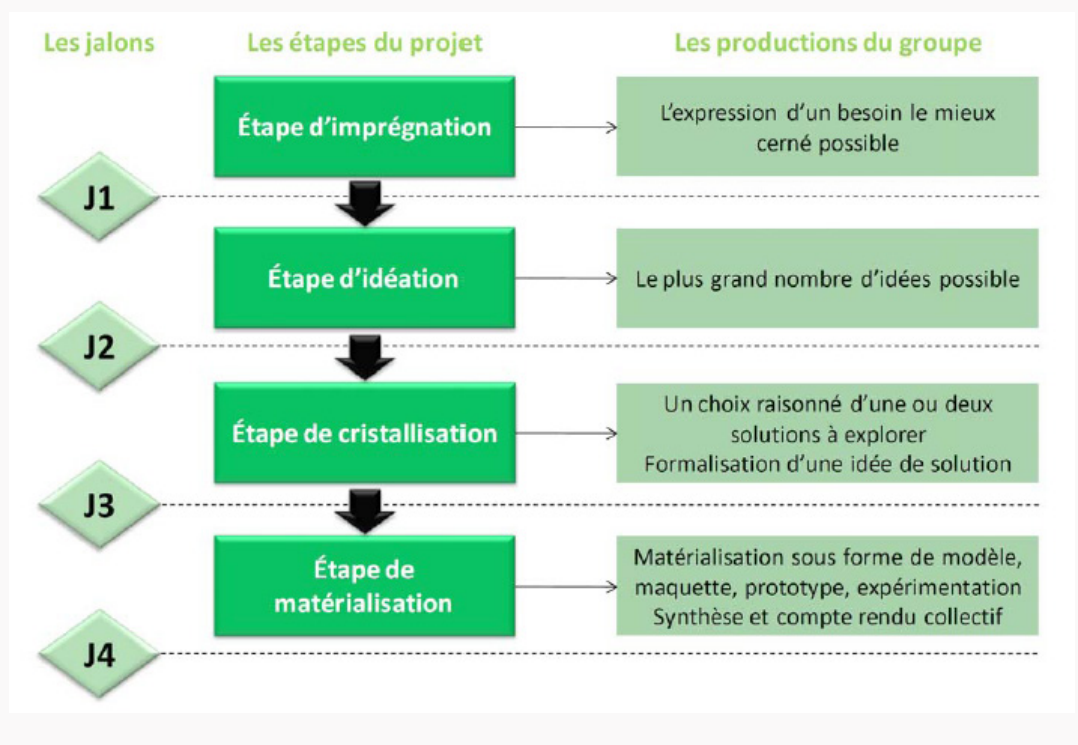 Les jalons
Les étapes du projet
Les productions du groupe
Étape d’imprégnation
L’expression d’un besoin le mieux
cerné possible
J1
Étape d’idéation
Le plus grand nombre d’idées possible
J2
Étape de cristallisation
Un choix raisonné d’une ou deux
solutions à explorer
Formalisation d’une idée de solution
J3
Étape de
matérialisation
Matérialisation sous forme de modèle,
maquette, prototype, expérimentation
Synthèse et compte rendu collectif
J4